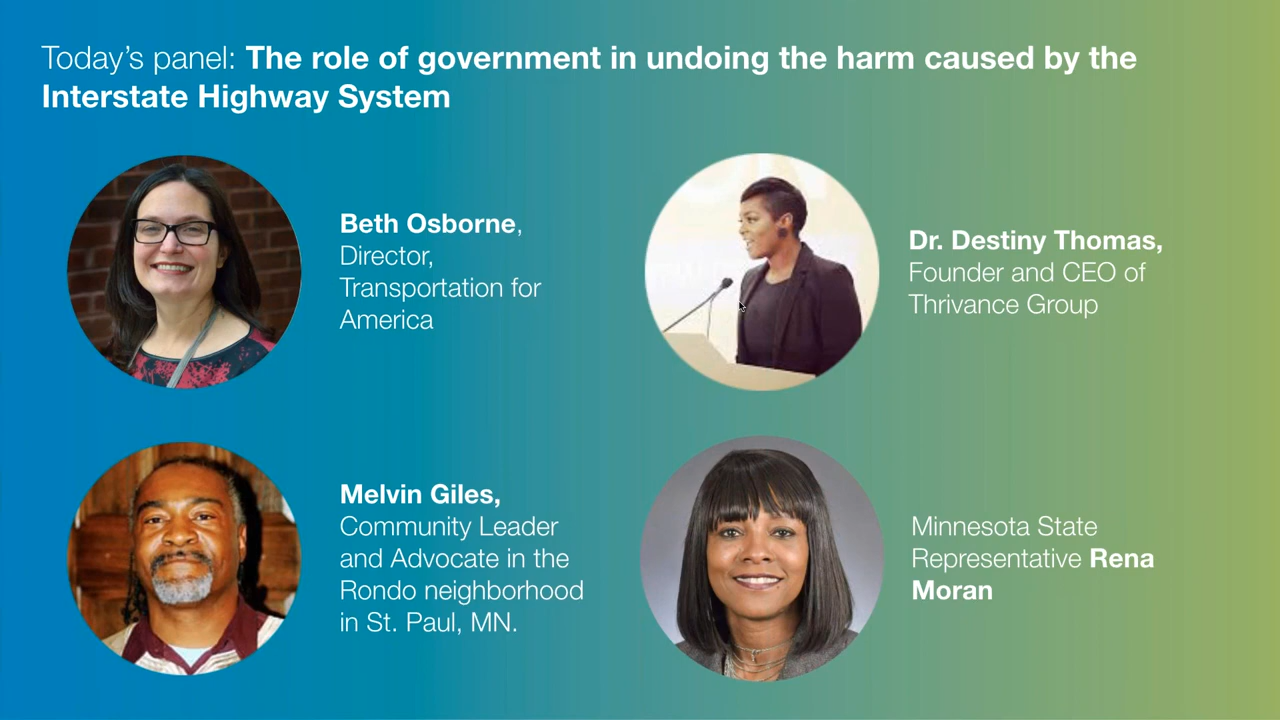 Today's panel: The role of government in undoing the harm caused by the
Interstate Highway System
Beth Osborne,
Director,
Transportation for
America
Dr. Destiny Thomas,
Founder and CEO of
Thrivance Group
Melvin Giles,
Community Leader
and Advocate in the
Rondo neighborhood
in St. Paul, MN.
Minnesota State
Representative Rena
Moran